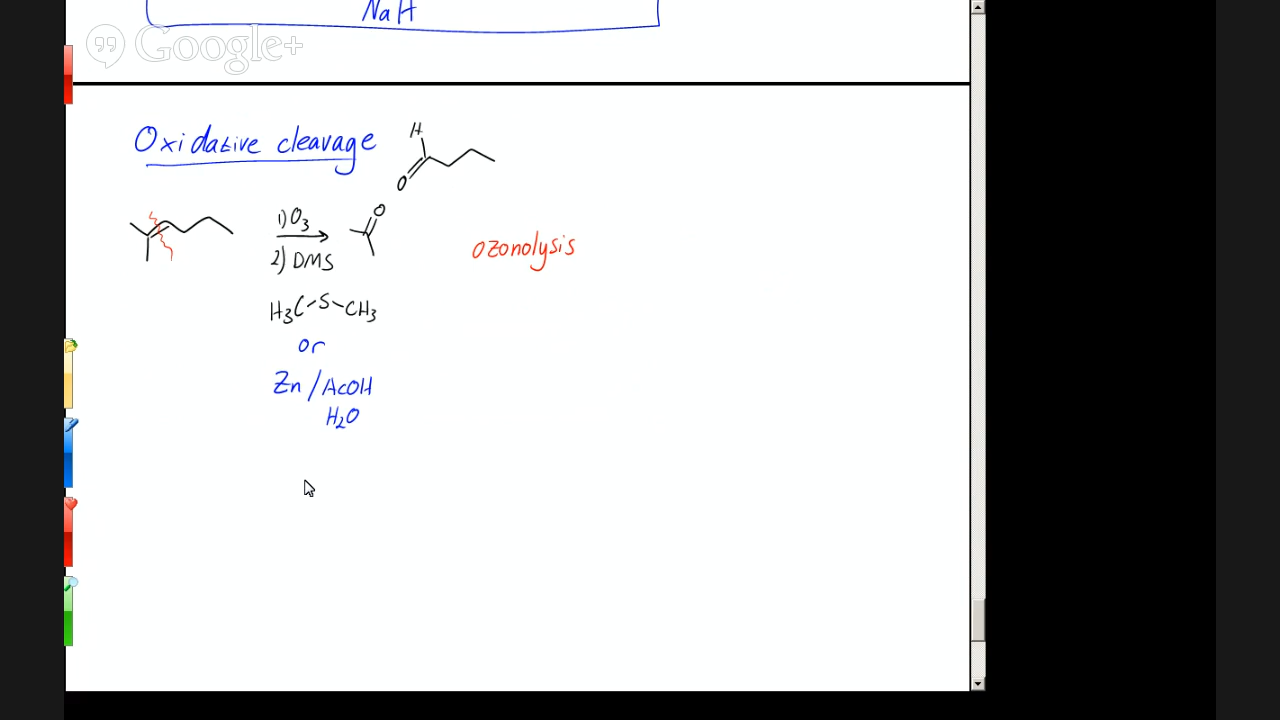 NaH
Google+
Oxidative cleavage
H
O
1) O3
O
2) DMS
ozonolysis
H3C-S-CH3
or
Zn/AcOH
H2O